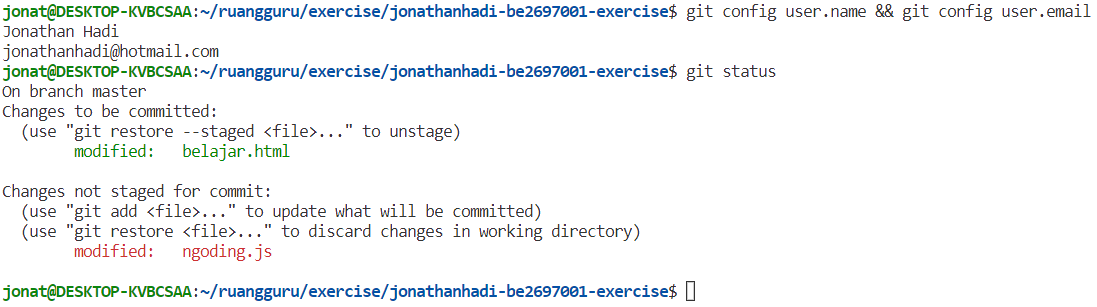 jonat@DESKTOP-KVBCSAA:~/ruangguru/exercise/jonathanhadi-be2697001-exercise$ git config user.name && git config user.email
Jonathan Hadi
jonathanhadi@hotmail.com
jonat@DESKTOP-KVBCSAA:~/ruangguru/exercise/jonathanhadi-be2697001-exercise$ git status
On branch master
Changes to be committed:
  (use "git restore --staged <file>..." to unstage)
        modified:   belajar.html

Changes not staged for commit:
  (use "git add <file>..." to update what will be committed)
  (use "git restore <file>..." to discard changes in working directory)
        modified:   ngoding.js

jonat@DESKTOP-KVBCSAA:~/ruangguru/exercise/jonathanhadi-be2697001-exercise$